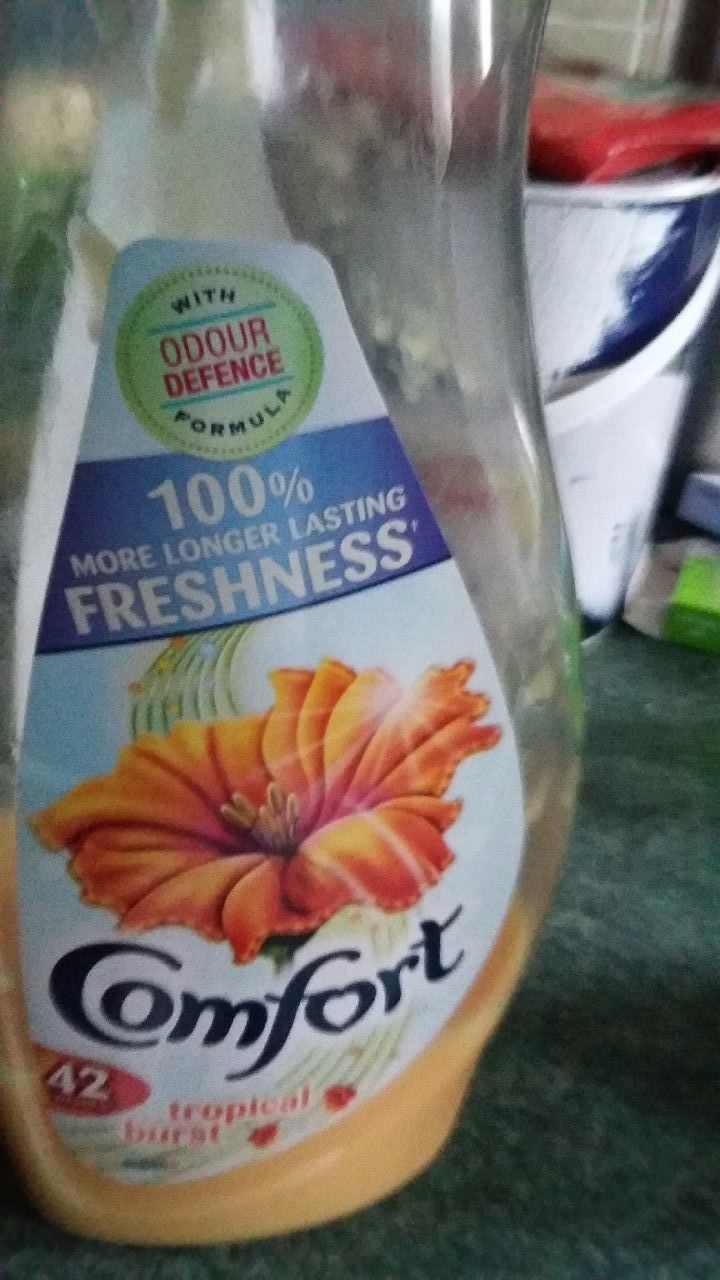 WITH
ODOUR
DEFENCE
FORMULA
100%
MORE LONGER LASTING
FRESHNESS†
Comfort
42
tropical
burst